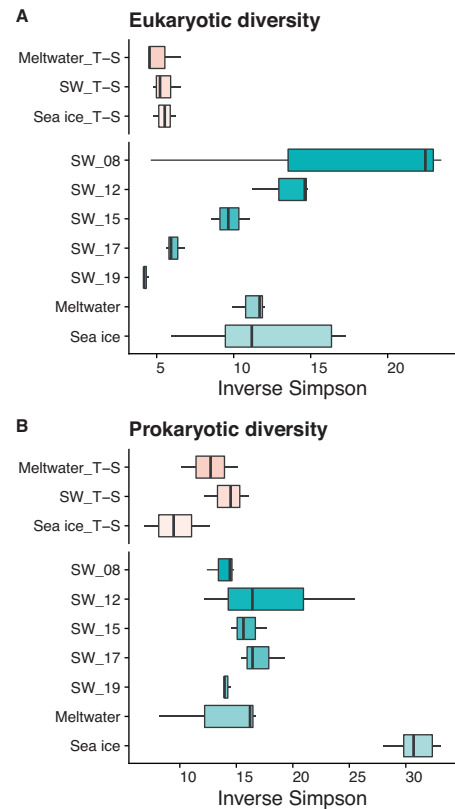 A
Eukaryotic diversity
Meltwater_T−S
SW_T−S
Sea ice_T−S
SW_08
SW_12
SW_15
SW_17
SW_19
Meltwater
Sea ice
5 10 15 20
Inverse Simpson
B
Prokaryotic diversity
Meltwater_T−S
SW_T−S
Sea ice_T−S
SW_08
SW_12
SW_15
SW_17
SW_19
Meltwater
Sea ice
10 15 20 25 30
Inverse Simpson